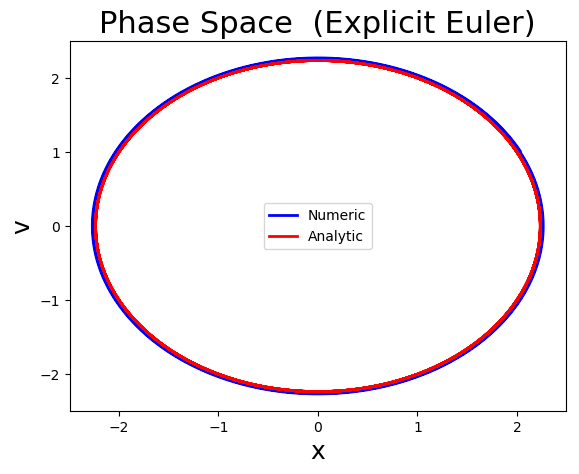 Phase Space  (Explicit Euler)
v
2
1
0
−1
−2
Numeric
Analytic
−2
−1
0
1
2
x